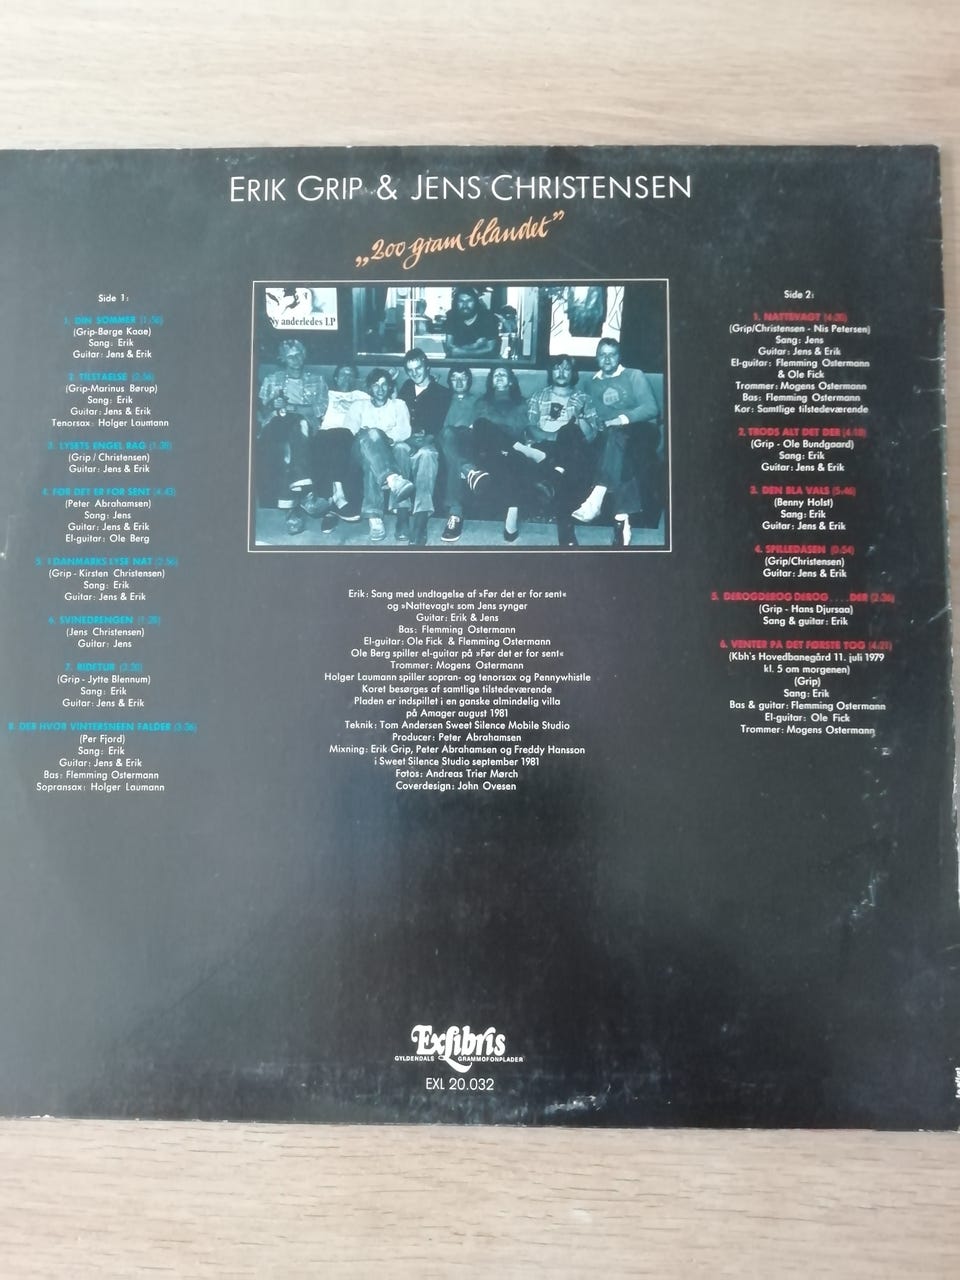 ERIK GRIP & JENS CHRISTENSEN
„200 gram blandet”
Ny anderledes LP
Side 1:
1. DIN SOMMER (1:58)
(Grip-Børge Kaae)
Sang: Erik
Guitar: Jens & Erik
2. TILSTAELSE (2:56)
(Grip-Marinus Børup)
Sang: Erik
Guitar: Jens & Erik
Tenorsax: Holger Laumann
3. LYSETS ENGEL RAG (1:38)
(Grip / Christensen)
Guitar: Jens & Erik
4. FØR DET ER FOR SENT (4:43)
(Peter Abrahamsen)
Sang: Jens
Guitar: Jens & Erik
El-guitar: Ole Berg
5. I DANMARKS LYSE NAT (2:56)
(Grip - Kirsten Christensen)
Sang: Erik
Guitar: Jens & Erik
6. SVINEDRENGEN (1:28)
(Jens Christensen)
Guitar: Jens
7. RIDETUR
(Grip - Jytte Blennum)
Sang: Erik
Guitar: Jens & Erik
8. DER HVOR VINTERSNEEN FALDER (3:36)
(Per Fjord)
Sang: Erik
Guitar: Jens & Erik
Bas: Flemming Ostermann
Sopransax: Holger Laumann
Erik: Sang med undtagelse af »Før det er for sent«
og »Nattevagt« som Jens synger
Guitar: Erik & Jens
Bas: Flemming Ostermann
El-guitar: Ole Fick & Flemming Ostermann
Ole Berg spiller el-guitar på »Før det er for sent«
Trommer: Mogens Ostermann
Holger Laumann spiller sopran- og tenorsax og Pennywhistle
Koret besørges af samtlige tilstedeværende
Pladen er indspillet i en ganske almindelig villa
på Amager august 1981
Teknik: Tom Andersen Sweet Silence Mobile Studio
Producer: Peter Abrahamsen
Mixning: Erik Grip, Peter Abrahamsen og Freddy Hansson
i Sweet Silence Studio september 1981
Fotos: Andreas Trier Mørch
Coverdesign: John Ovesen
Side 2:
1. NATTEVAGT (4:35)
(Grip/Christensen - Nis Petersen)
Sang: Jens
Guitar: Jens & Erik
El-guitar: Flemming Ostermann
& Ole Fick
Trommer: Mogens Ostermann
Bas: Flemming Ostermann
Kor: Samtlige tilstedeværende
2. TRODS ALT DET DER (4:18)
(Grip - Ole Bundgaard)
Sang: Erik
Guitar: Jens & Erik
3. DEN BLA VALS (5:46)
(Benny Holst)
Sang: Erik
Guitar: Jens & Erik
4. SPILLEDASEN (0:54)
(Grip/Christensen)
Guitar: Jens & Erik
5. DEROGDEROG DEROG....DER (2:36)
(Grip - Hans Djursaa)
Sang & guitar: Erik
6. VENTER PA DET FØRSTE TOG (4:21)
(Kbh's Hovedbanegård 11. juli 1979
kl. 5 om morgenen)
(Grip)
Sang: Erik
Bas & guitar: Flemming Ostermann
El-guitar: Ole Fick
Trommer: Mogens Ostermann
ExLibris
GYLDENDALS GRAMMOFONPLADER
EXL 20.032